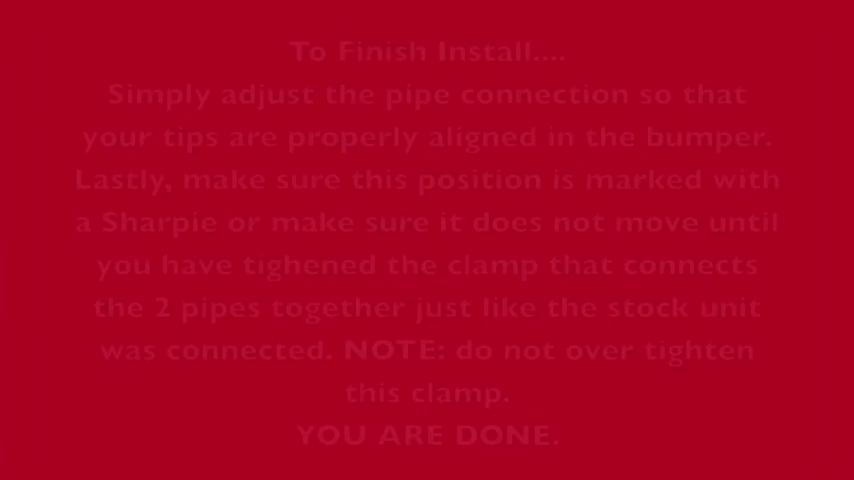 To Finish Install....
Simply adjust the pipe connection so that
your tips are properly aligned in the bumper.
Lastly, make sure this position is marked with
a Sharpie or make sure it does not move until
you have tighened the clamp that connects
the 2 pipes together just like the stock unit
was connected. NOTE: do not over tighten
this clamp.
YOU ARE DONE.